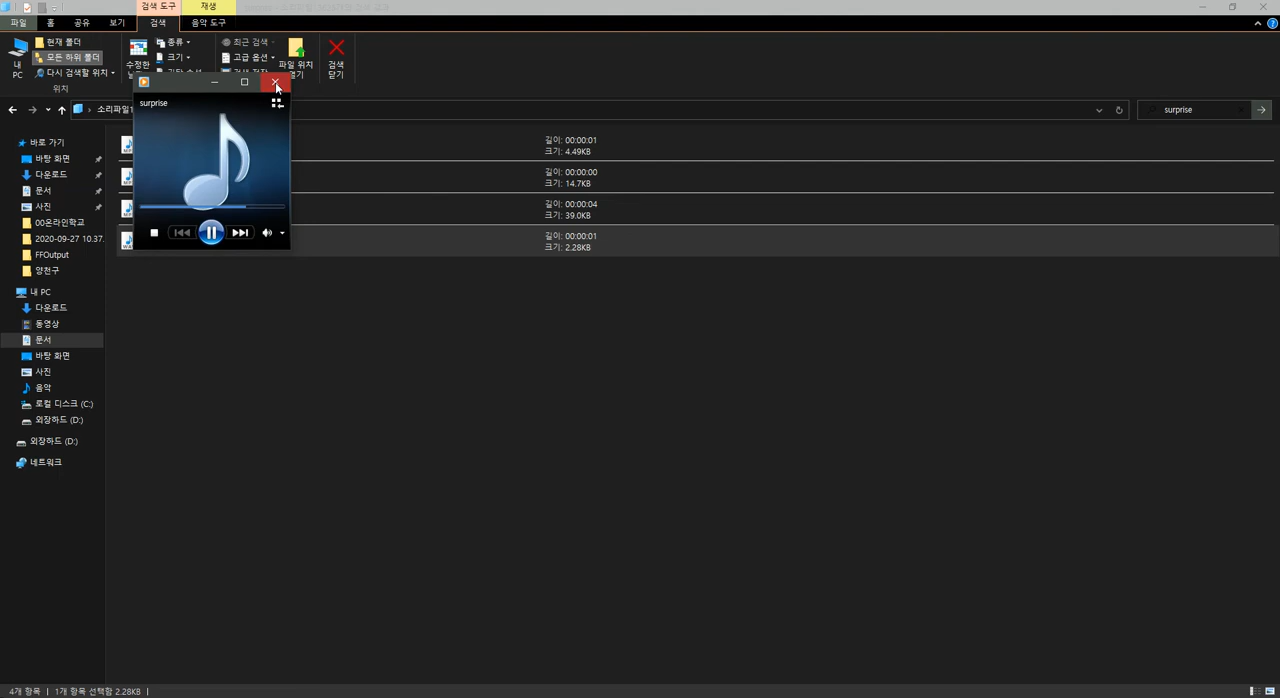 검색 도구 재생
파일 홈 공유 보기 검색 음악 도구
내
PC
현재 폴더
모든 하위 폴더
다시 검색할 위치
위치
수정한
종류
크기
최근 검색
고급 옵션
파일 위치
열기
검색
닫기
소리파일
surprise
surprise
길이: 00:00:01
크기: 4.49KB
길이: 00:00:00
크기: 14.7KB
길이: 00:00:04
크기: 39.0KB
길이: 00:00:01
크기: 2.28KB
바로 가기
바탕 화면
다운로드
문서
사진
00온라인학교
2020-09-27 10.37.
FFOutput
양천구
내 PC
다운로드
동영상
문서
바탕 화면
사진
음악
로컬 디스크 (C:)
외장하드 (D:)
외장하드 (D:)
네트워크
4개 항목 1개 항목 선택함 2.28KB